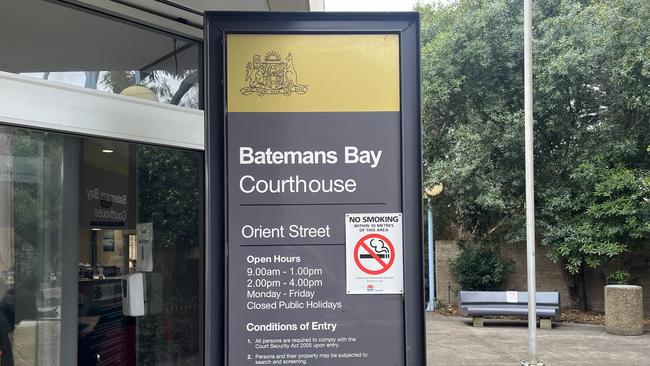 Batemans Bay
Courthouse
Orient Street
NO SMOKING
WITHIN 10 METRES
OF THIS AREA
Open Hours
9.00am - 1.00pm
2.00pm - 4.00pm
Monday - Friday
Closed Public Holidays
Conditions of Entry
1. All persons are required to comply with the
Court Security Act 2005 upon entry.
2. Persons and their property may be subjected to
search and screening.
Batemans Bay
Courthouse